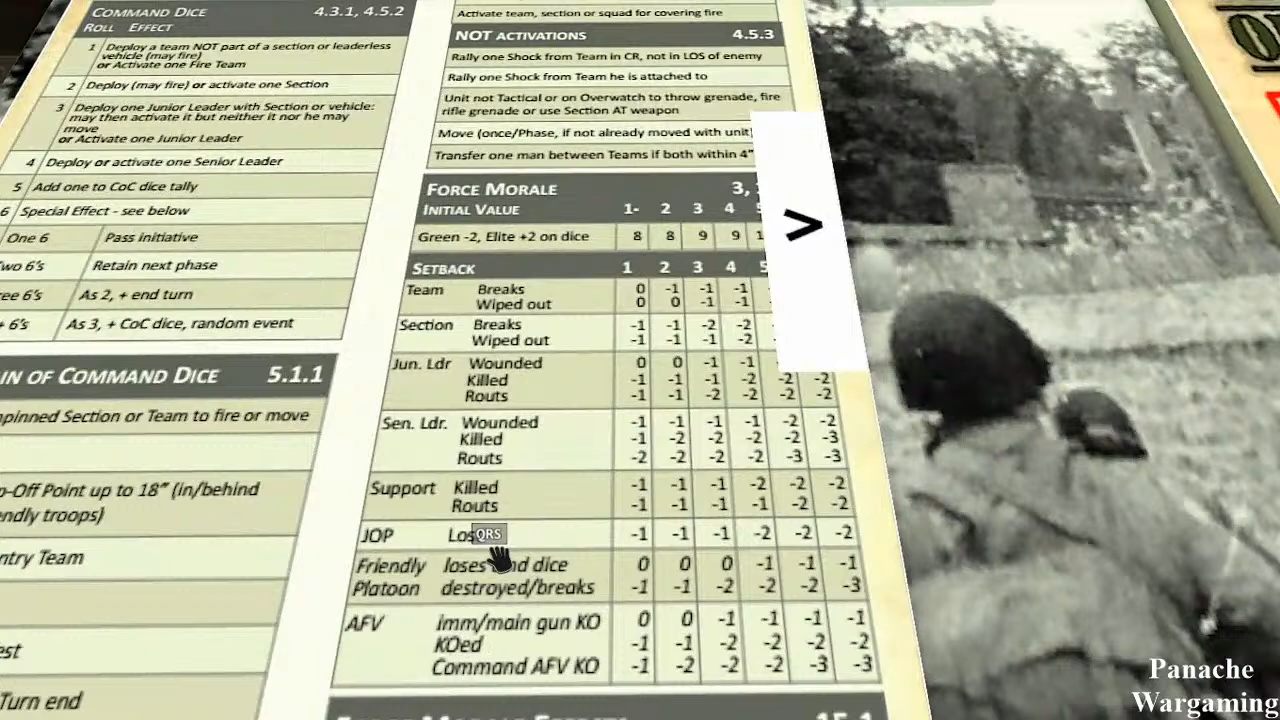 COMMAND DICE 4.3.1, 4.5.2
ROLL EFFECT
1 Deploy a team NOT part of a section or leaderless
vehicle (may fire)
or Activate one Fire Team
2 Deploy (may fire) or activate one Section
3 Deploy one Junior Leader with Section or vehicle:
may then activate it but neither it nor he may
move
or Activate one Junior Leader
4 Deploy or activate one Senior Leader
5 Add one to CoC dice tally
6 Special Effect - see below
One 6 Pass initiative
wo 6's Retain next phase
ree 6's As 2, + end turn
+ 6's As 3, + CoC dice, random event
IN OF COMMAND DICE 5.1.1
npinned Section or Team to fire or move
p-Off Point up to 18" (in/behind
endly troops)
ntry Team
est
Turn end
Activate team, section or squad for covering fire
NOT ACTIVATIONS 4.5.3
Rally one Shock from Team in CR, not in LOS of enemy
Rally one Shock from Team he is attached to
Unit not Tactical or on Overwatch to throw grenade, fire
rifle grenade or use Section AT weapon
Move (once/Phase, if not already moved with unit)
Transfer one man between Teams if both within 4"
FORCE MORALE 3,
INITIAL VALUE 1- 2 3 4
Green -2, Elite +2 on dice 8 8 9 9 1
SETBACK 1 2 3 4 5
Team Breaks 0 -1 -1 -1
Wiped out 0 0 -1 -1
Section Breaks -1 -1 -2 -2
Wiped out -1 -1 -1 -2
Jun. Ldr Wounded 0 0 -1 -1
Killed -1 -1 -1 -2 -2 -2
Routs -1 -1 -2 -2 -2 -2
Sen. Ldr. Wounded -1 -1 -1 -1 -2 -2
Killed -1 -2 -2 -2 -2 -3
Routs -2 -2 -2 -2 -3 -3
Support Killed -1 -1 -1 -2 -2 -2
Routs -1 -1 -1 -1 -2 -2
JOP Los -1 -1 -1 -2 -2 -2
QRS
Friendly loses nd dice 0 0 0 -1 -1 -1
Platoon destroyed/breaks -1 -1 -2 -2 -2 -3
AFV imm/main gun KO 0 0 -1 -1 -1 -1
KOed -1 -1 -2 -2 -2 -2
Command AFV KO -1 -2 -2 -2 -3 -3
15.1
>
Panache
Wargaming